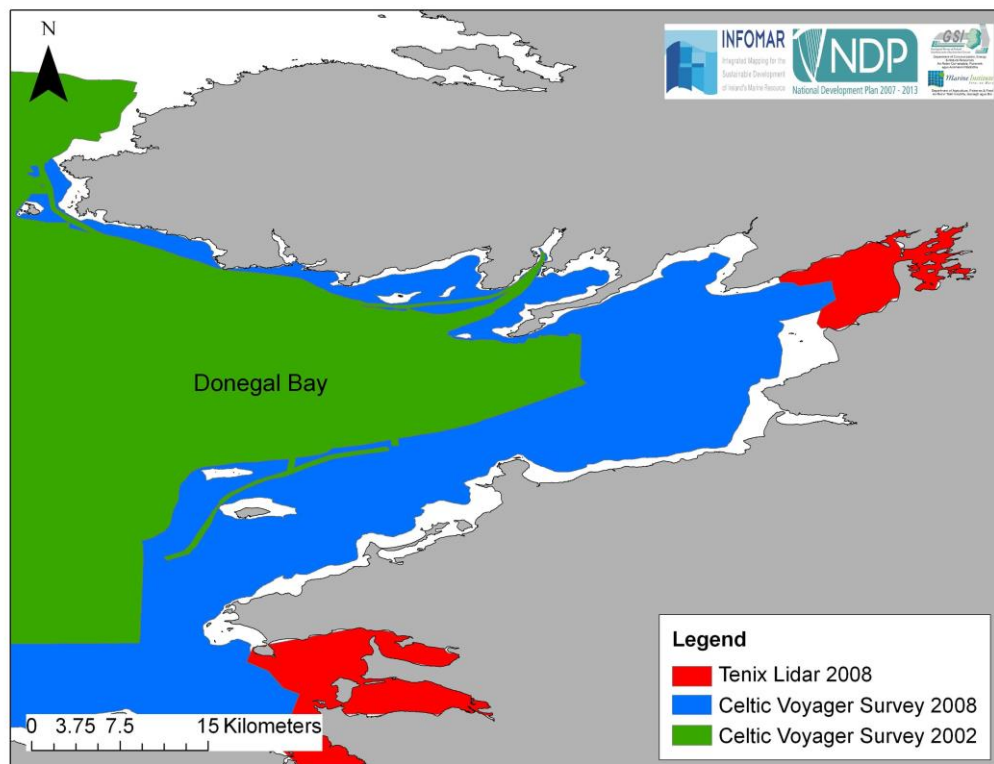 N
INFOMAR
Integrated Mapping for the
Sustainable Development
of Ireland's Marine Resource
NDP
National Development Plan 2007 - 2013
GSI
Marine Institute
Donegal Bay
Legend
Tenix Lidar 2008
Celtic Voyager Survey 2008
Celtic Voyager Survey 2002
0 3.75 7.5 15 Kilometers